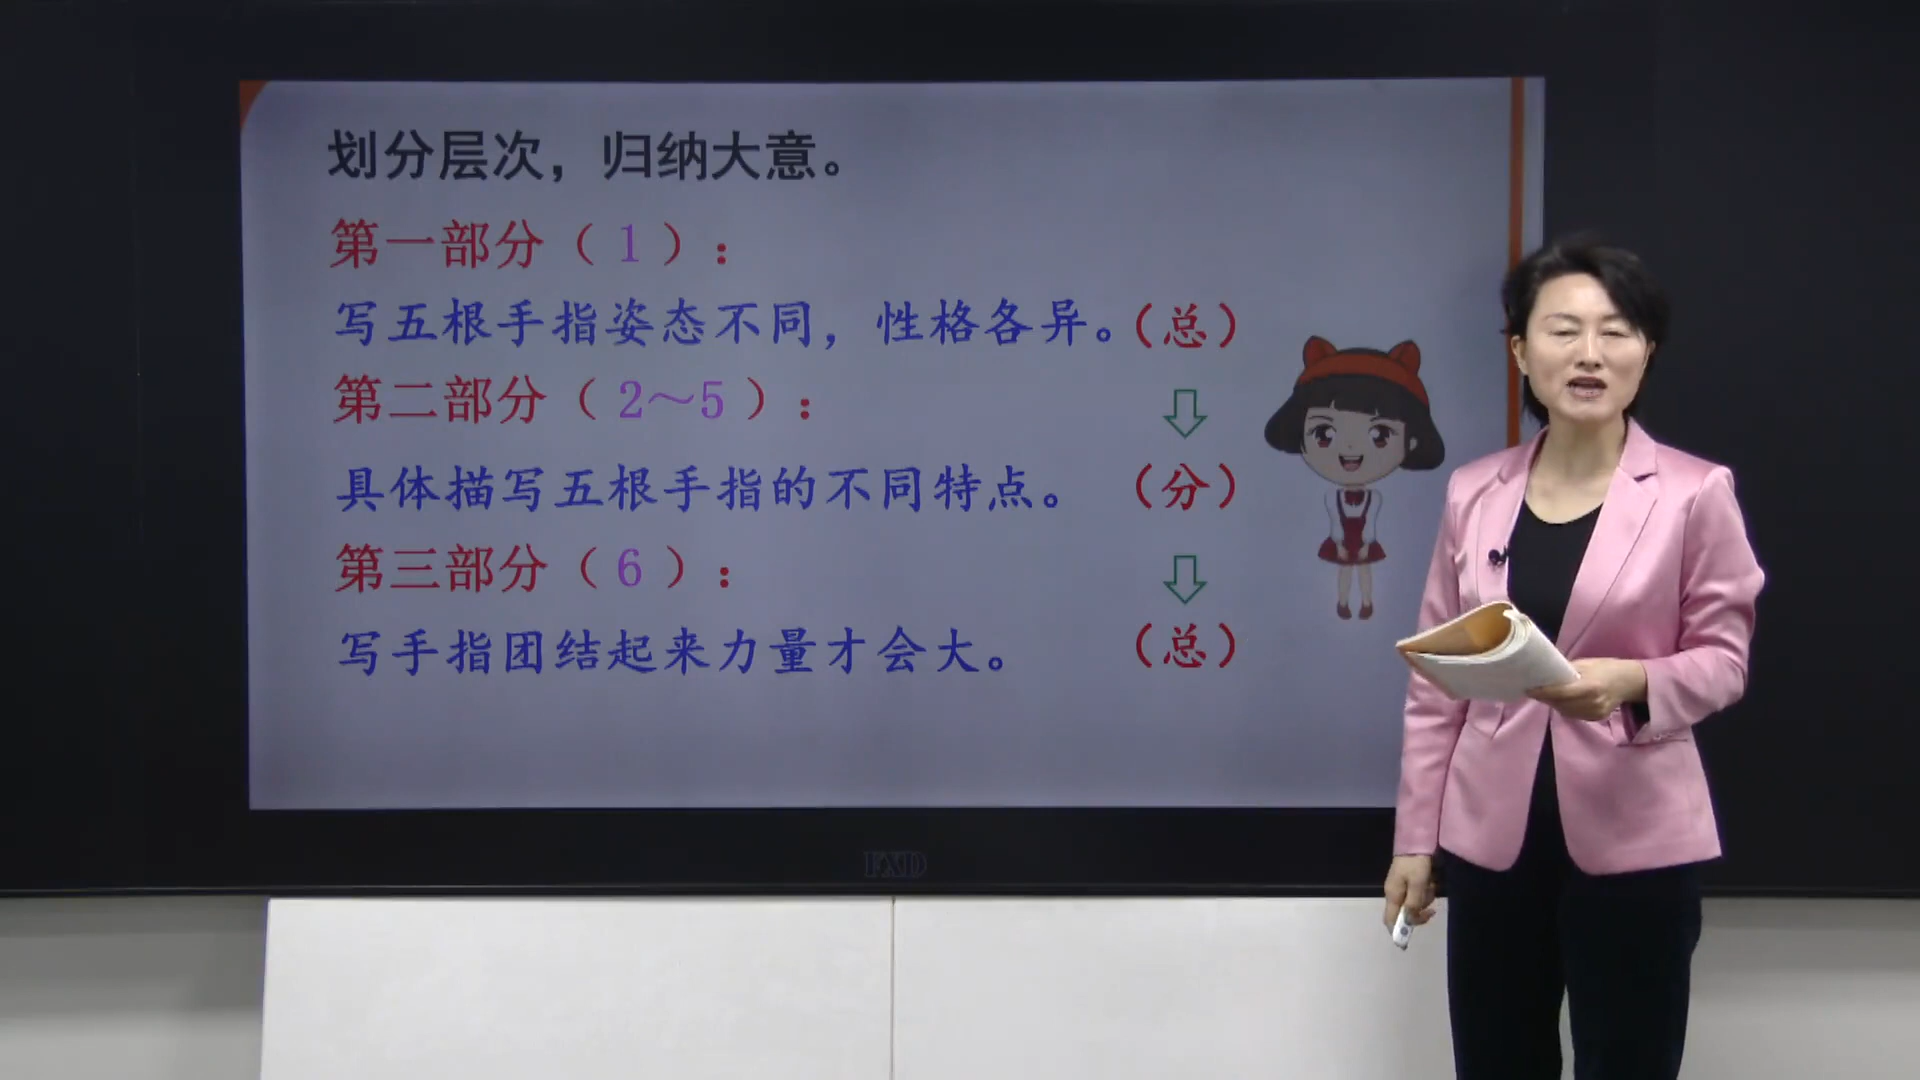 划分层次，归纳大意。
第一部分（1）：
写五根手指姿态不同，性格各异。（总）
第二部分（2～5）：
具体描写五根手指的不同特点。（分）
第三部分（6）：
写手指团结起来力量才会大。（总）
FXD